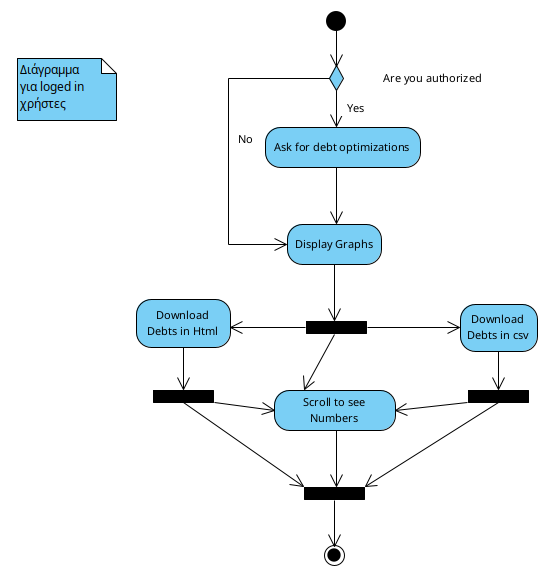 Διάγραμμα
για loged in
χρήστες
Are you authorized
Yes
No
Ask for debt optimizations
Display Graphs
Download
Debts in Html
Download
Debts in csv
Scroll to see
Numbers